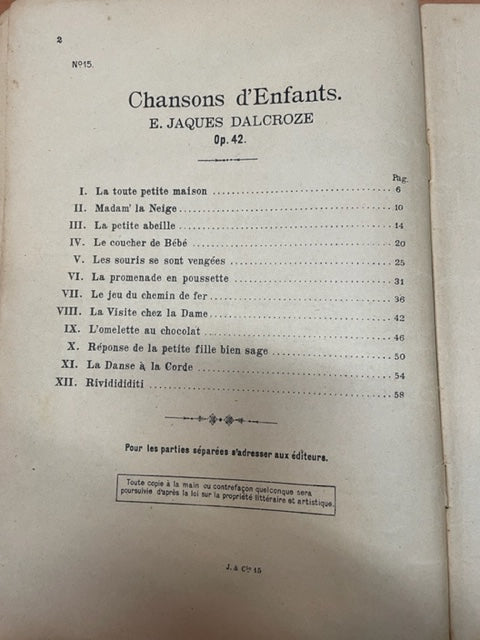 2
Nº15.
Chansons d'Enfants.
E. JAQUES DALCROZE
Op. 42.
Pag.
I. La toute petite maison 6
II. Madam' la Neige 10
III. La petite abeille 14
IV. Le coucher de Bébé 20
V. Les souris se sont vengées 25
VI. La promenade en poussette 31
VII. Le jeu du chemin de fer 36
VIII. La Visite chez la Dame 42
IX. L'omelette au chocolat 46
X. Réponse de la petite fille bien sage 50
XI. La Danse à la Corde 54
XII. Rividididiti 58
Pour les parties séparées s'adresser aux éditeurs.
Toute copie à la main ou contrefaçon quelconque sera
poursuivie d'après la loi sur la propriété littéraire et artistique.
J. & Cie 15